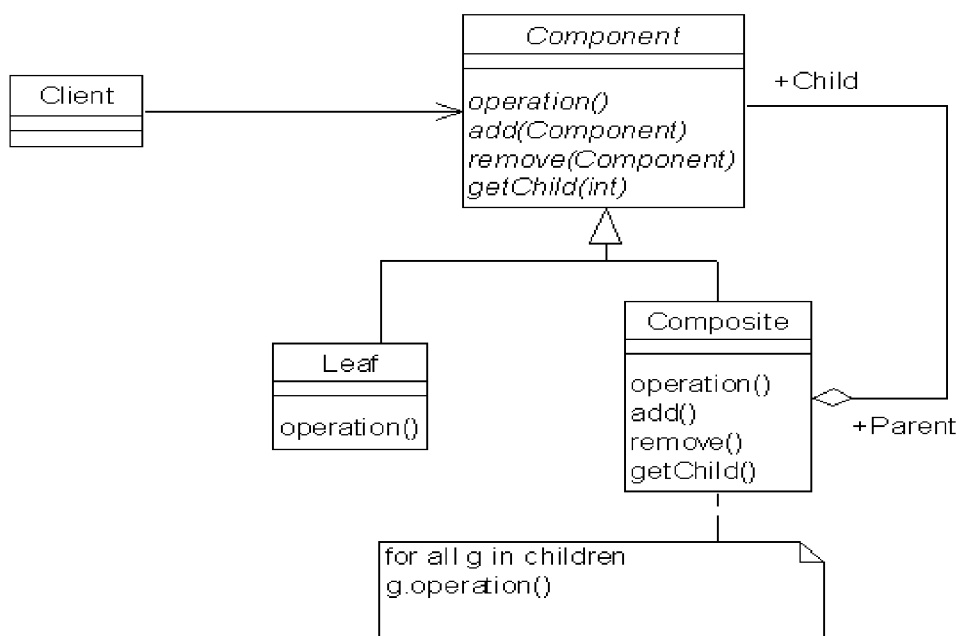 Component
operation()
add(Component)
remove(Component)
getChild(int)
Client
+Child
Leaf
operation()
Composite
operation()
add()
remove()
getChild()
+Parent
for all g in children
g.operation()